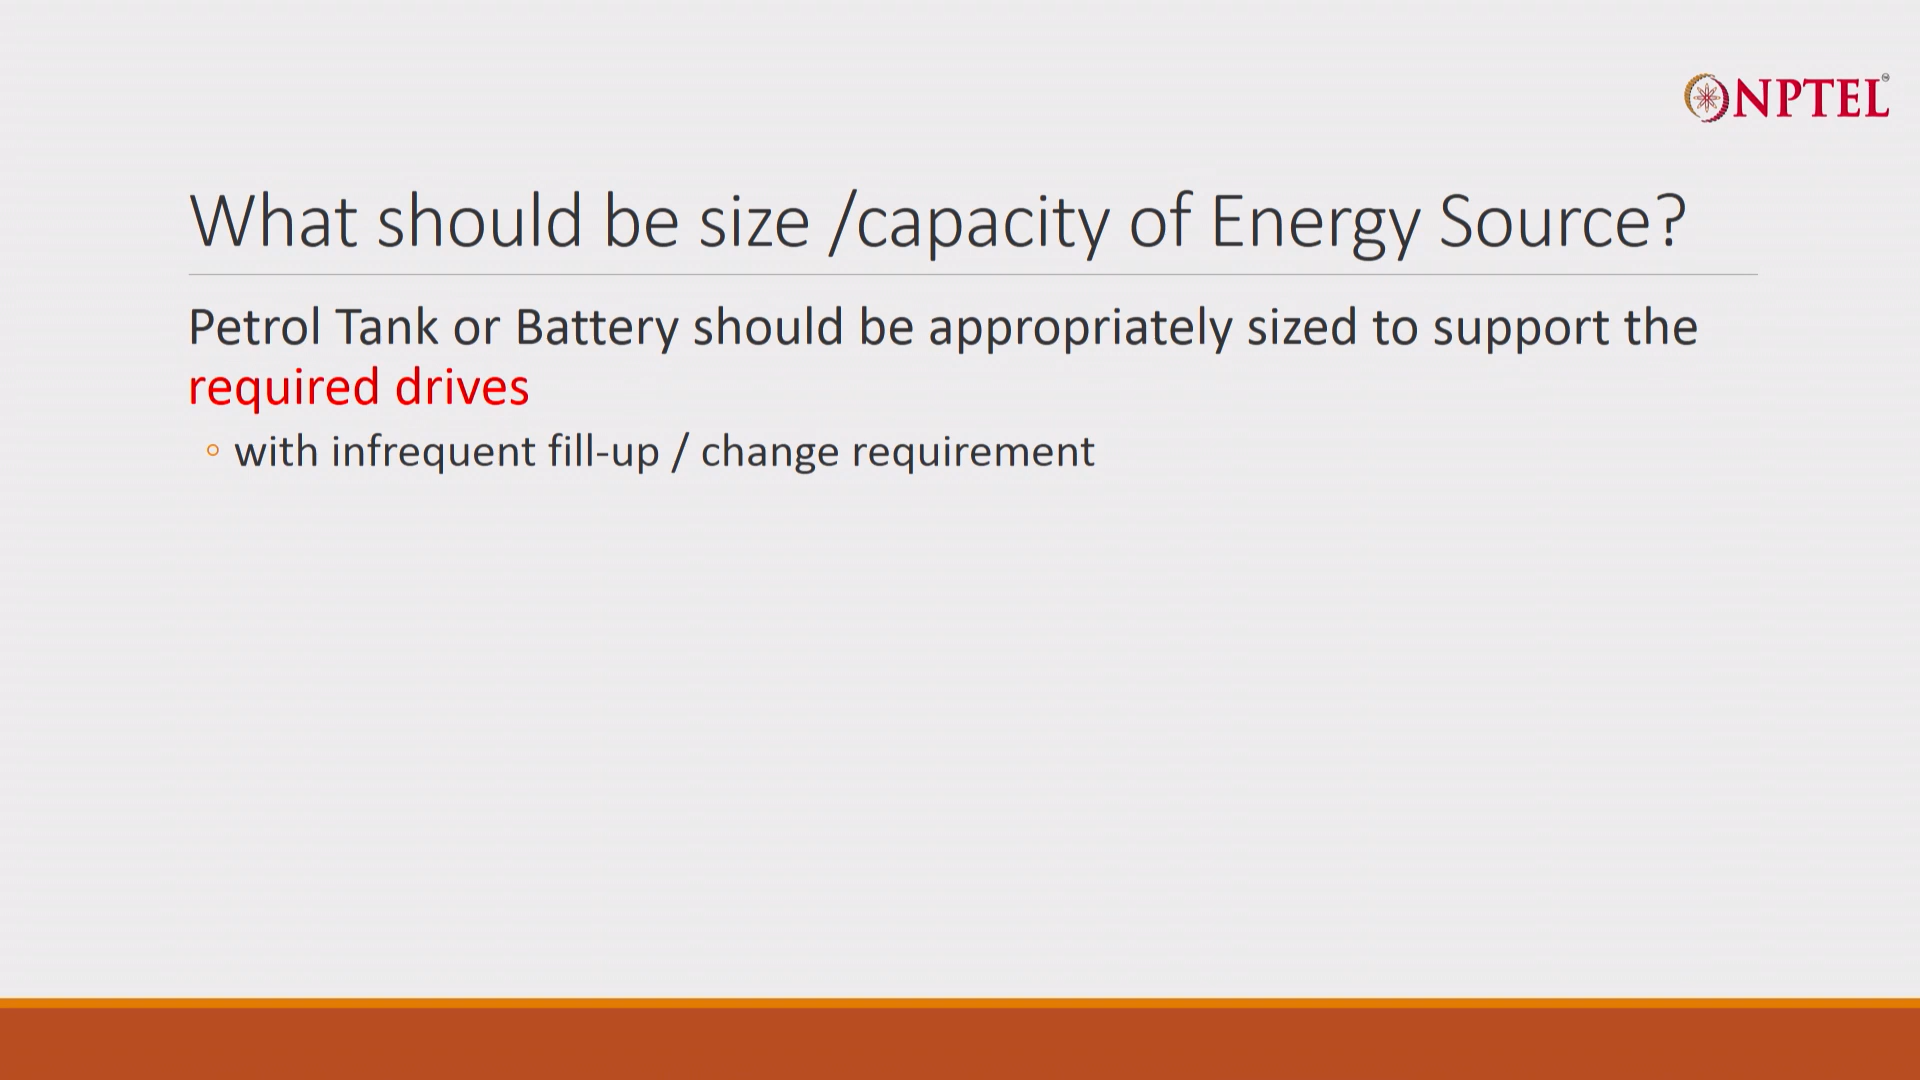 NPTEL
What should be size /capacity of Energy Source?
Petrol Tank or Battery should be appropriately sized to support the
required drives
◦ with infrequent fill-up / change requirement